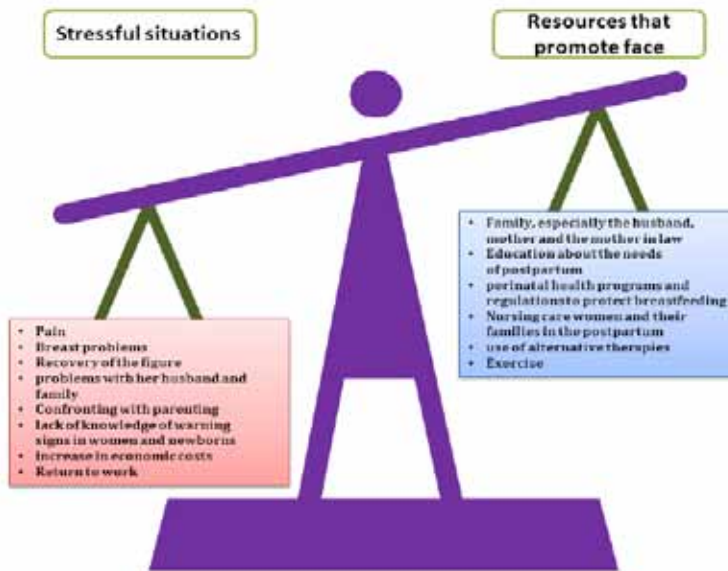 Stressful situations
Resources that
promote face
• Family, especially the husband,
mother and the mother in law
• Education about the needs
of postpartum
• perinatal health programs and
regulationsto protect breastfeeding
• Nursing care women and their
families in the postpartum
• use of alternative therapies
• Exercise
• Pain
• Breast problems
• Recovery of the figure
• problems with her husband and
family
• Confronting with parenting
• lack of knowledge of warning
signs in women and newborns
• increase in economic costs
• Return to work